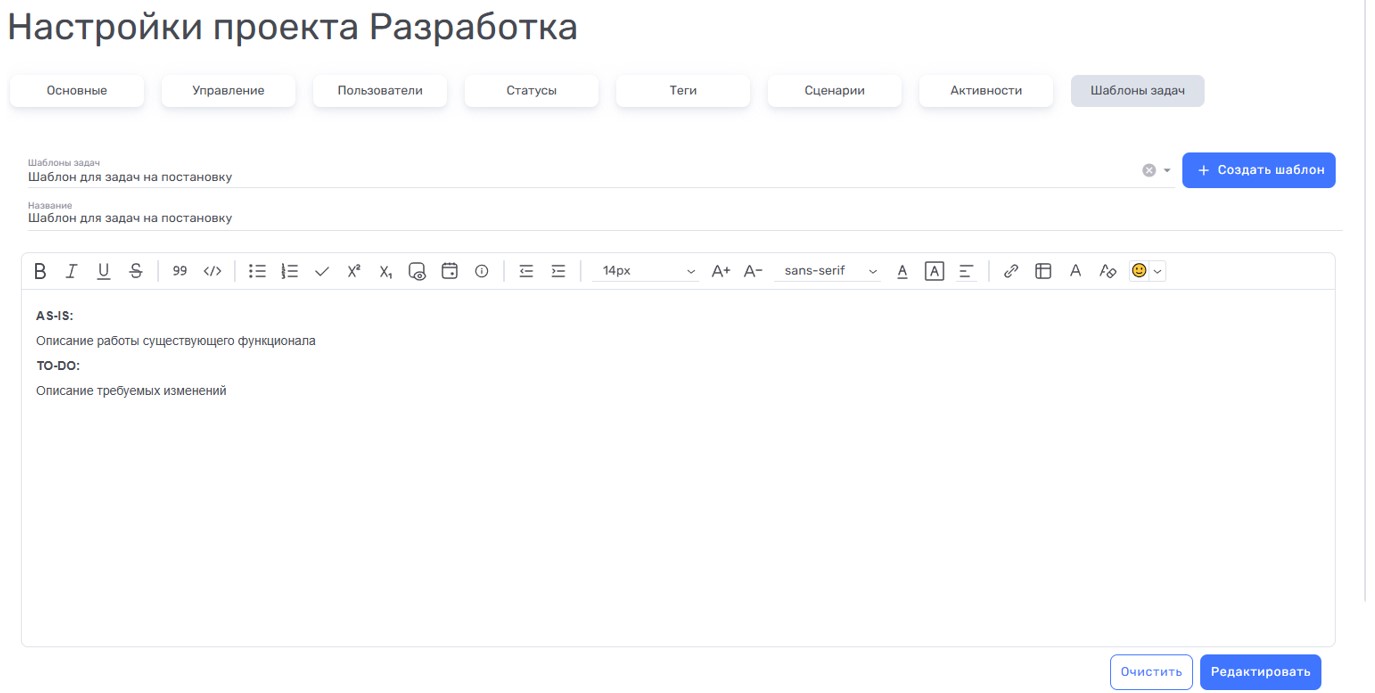 Настройки проекта Разработка
Основные Управление Пользователи Статусы Теги Сценарии Активности Шаблоны задач
Шаблоны задач
Шаблон для задач на постановку
+ Создать шаблон
Название
Шаблон для задач на постановку
B I U S 99 </> X² X₁ 14px A+ A− sans-serif A A A
AS-IS:
Описание работы существующего функционала
TO-DO:
Описание требуемых изменений
Очистить Редактировать